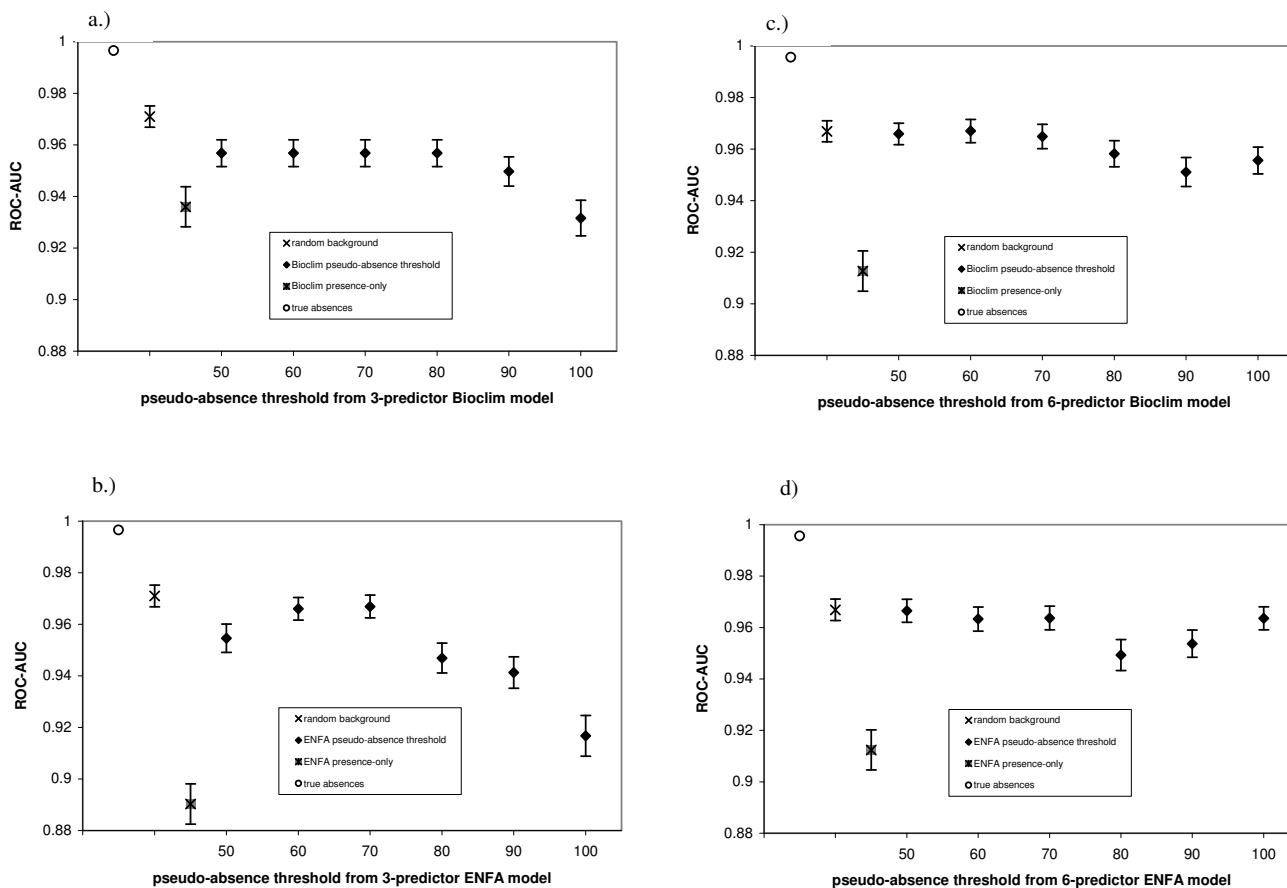 a.)
1
0.98
0.96
0.94
0.92
0.9
0.88
ROC-AUC
random background
Bioclim pseudo-absence threshold
Bioclim presence-only
true absences
50 60 70 80 90 100
pseudo-absence threshold from 3-predictor Bioclim model
c.)
1
0.98
0.96
0.94
0.92
0.9
0.88
ROC-AUC
random background
Bioclim pseudo-absence threshold
Bioclim presence-only
true absences
50 60 70 80 90 100
pseudo-absence threshold from 6-predictor Bioclim model
b.)
1
0.98
0.96
0.94
0.92
0.9
0.88
ROC-AUC
random background
ENFA pseudo-absence threshold
ENFA presence-only
true absences
50 60 70 80 90 100
pseudo-absence threshold from 3-predictor ENFA model
d)
1
0.98
0.96
0.94
0.92
0.9
0.88
ROC-AUC
random background
ENFA pseudo-absence threshold
ENFA presence-only
true absences
50 60 70 80 90 100
pseudo-absence threshold from 6-predictor ENFA model